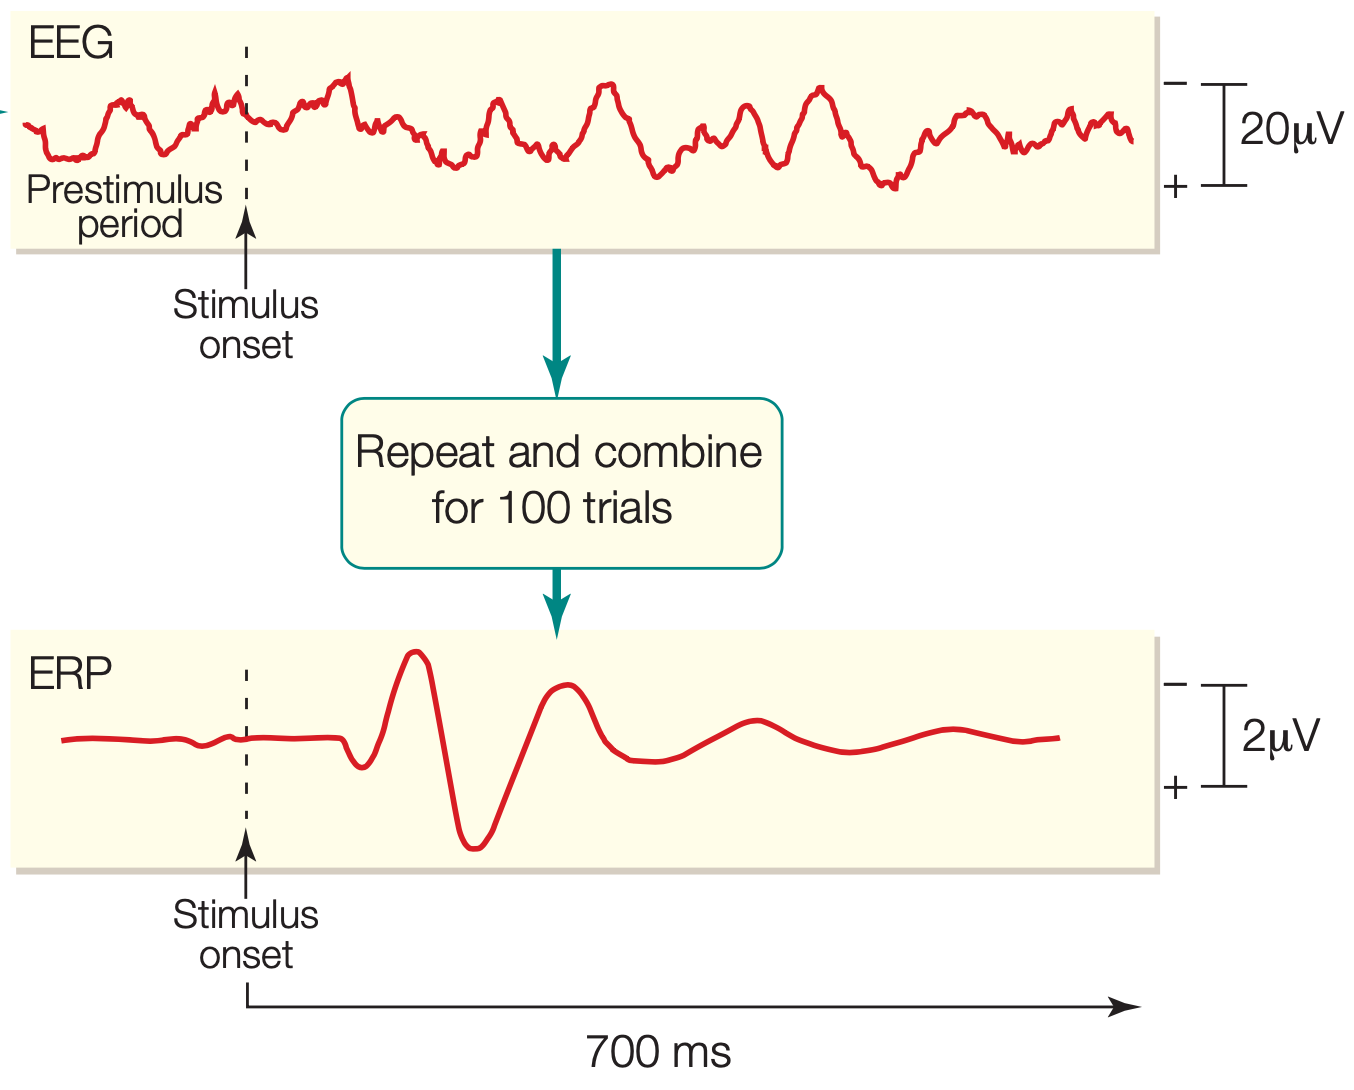 EEG
−
20μV
+
Prestimulus
period
Stimulus
onset
Repeat and combine
for 100 trials
ERP
−
2μV
+
Stimulus
onset
700 ms